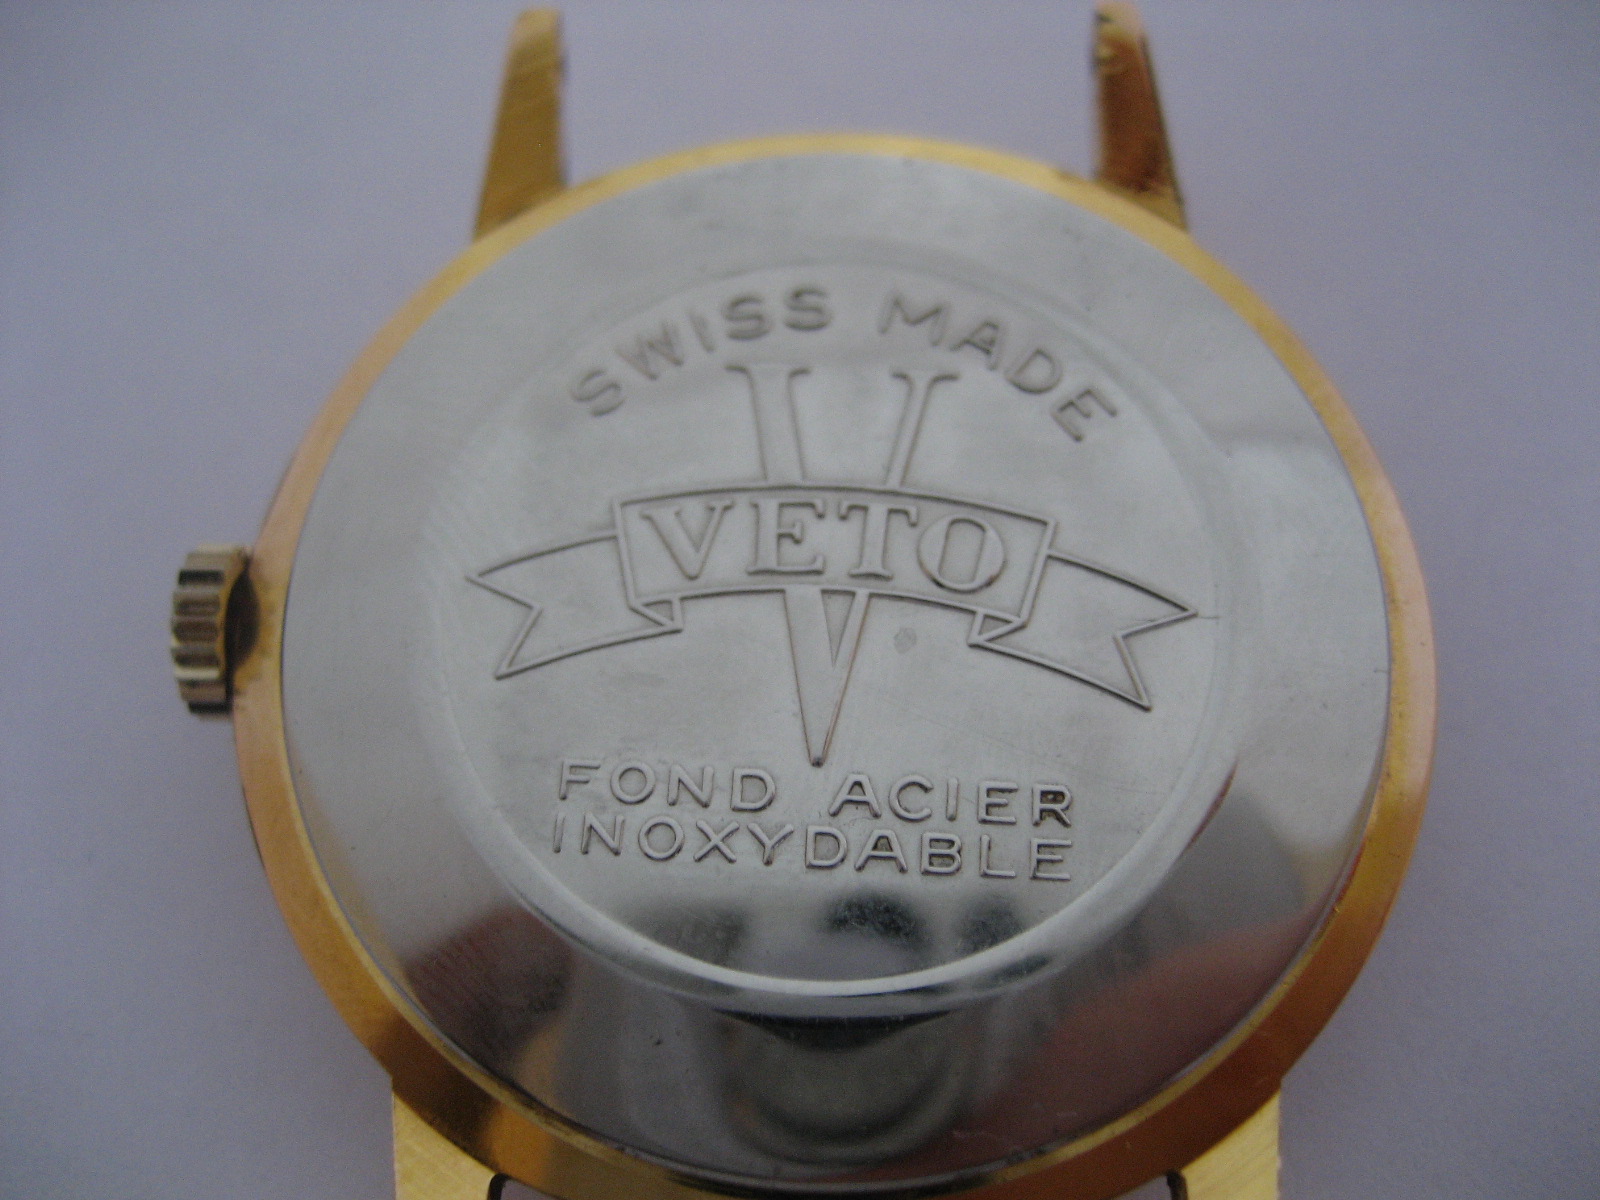 SWISS MADE
V
VETO
FOND ACIER
INOXYDABLE